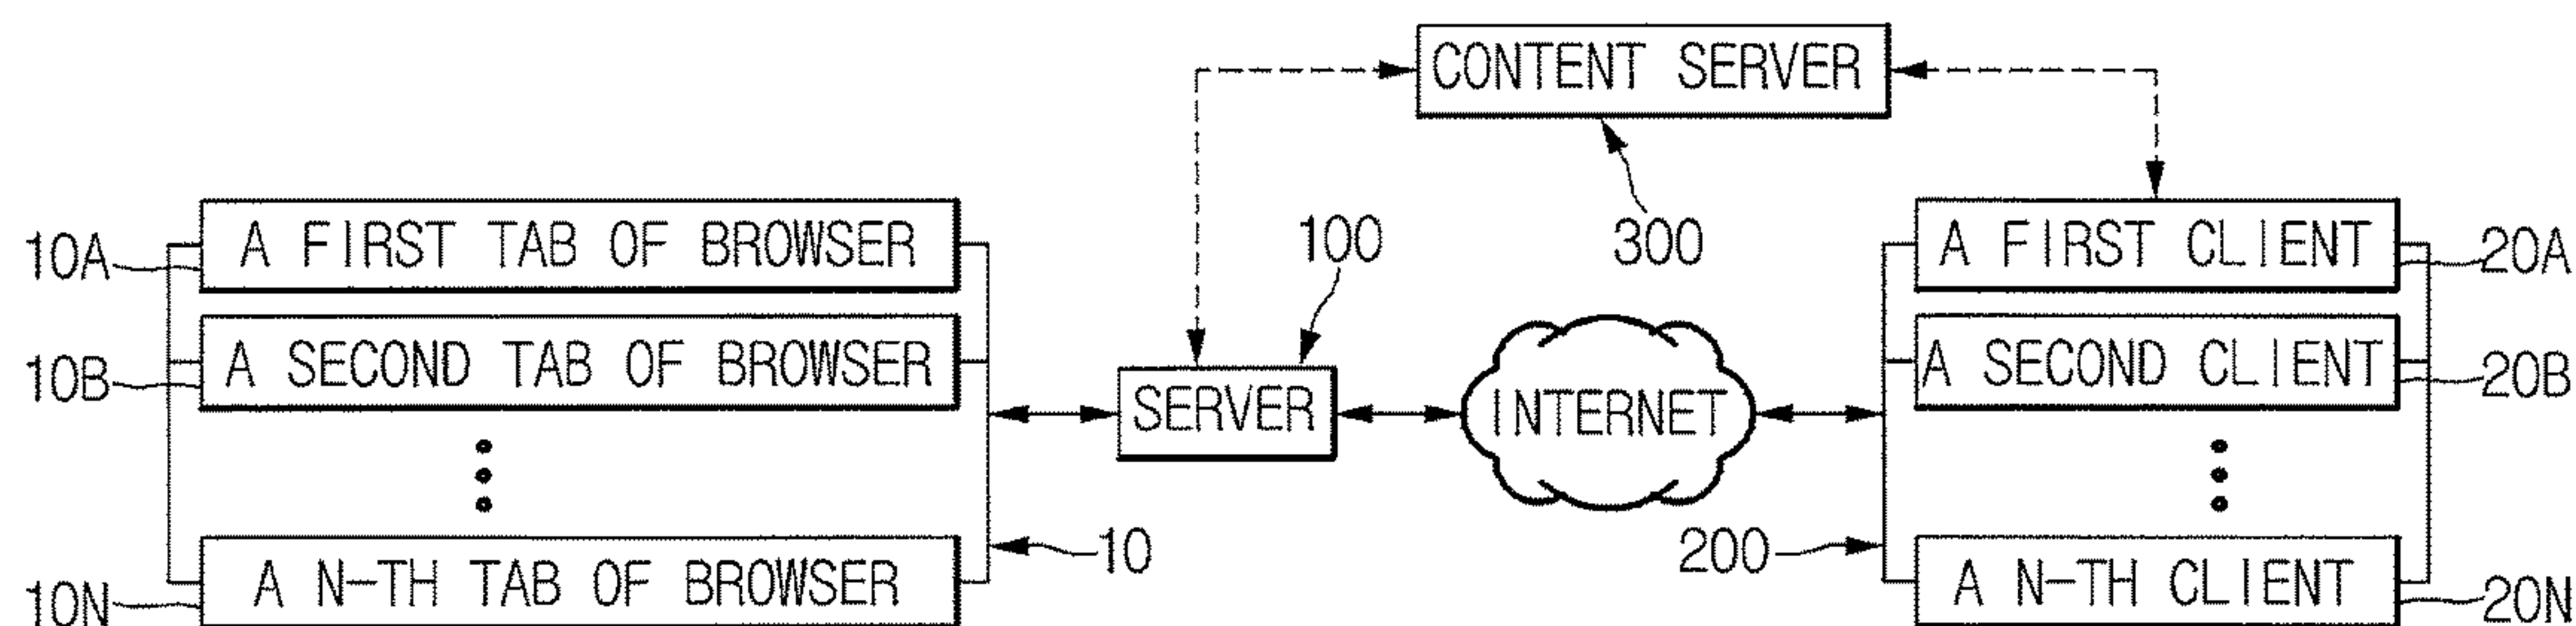 CONTENT SERVER
300
100
10A
A FIRST TAB OF BROWSER
A FIRST CLIENT
20A
10B
A SECOND TAB OF BROWSER
SERVER
INTERNET
A SECOND CLIENT
20B
10
200
10N
A N-TH TAB OF BROWSER
A N-TH CLIENT
20N